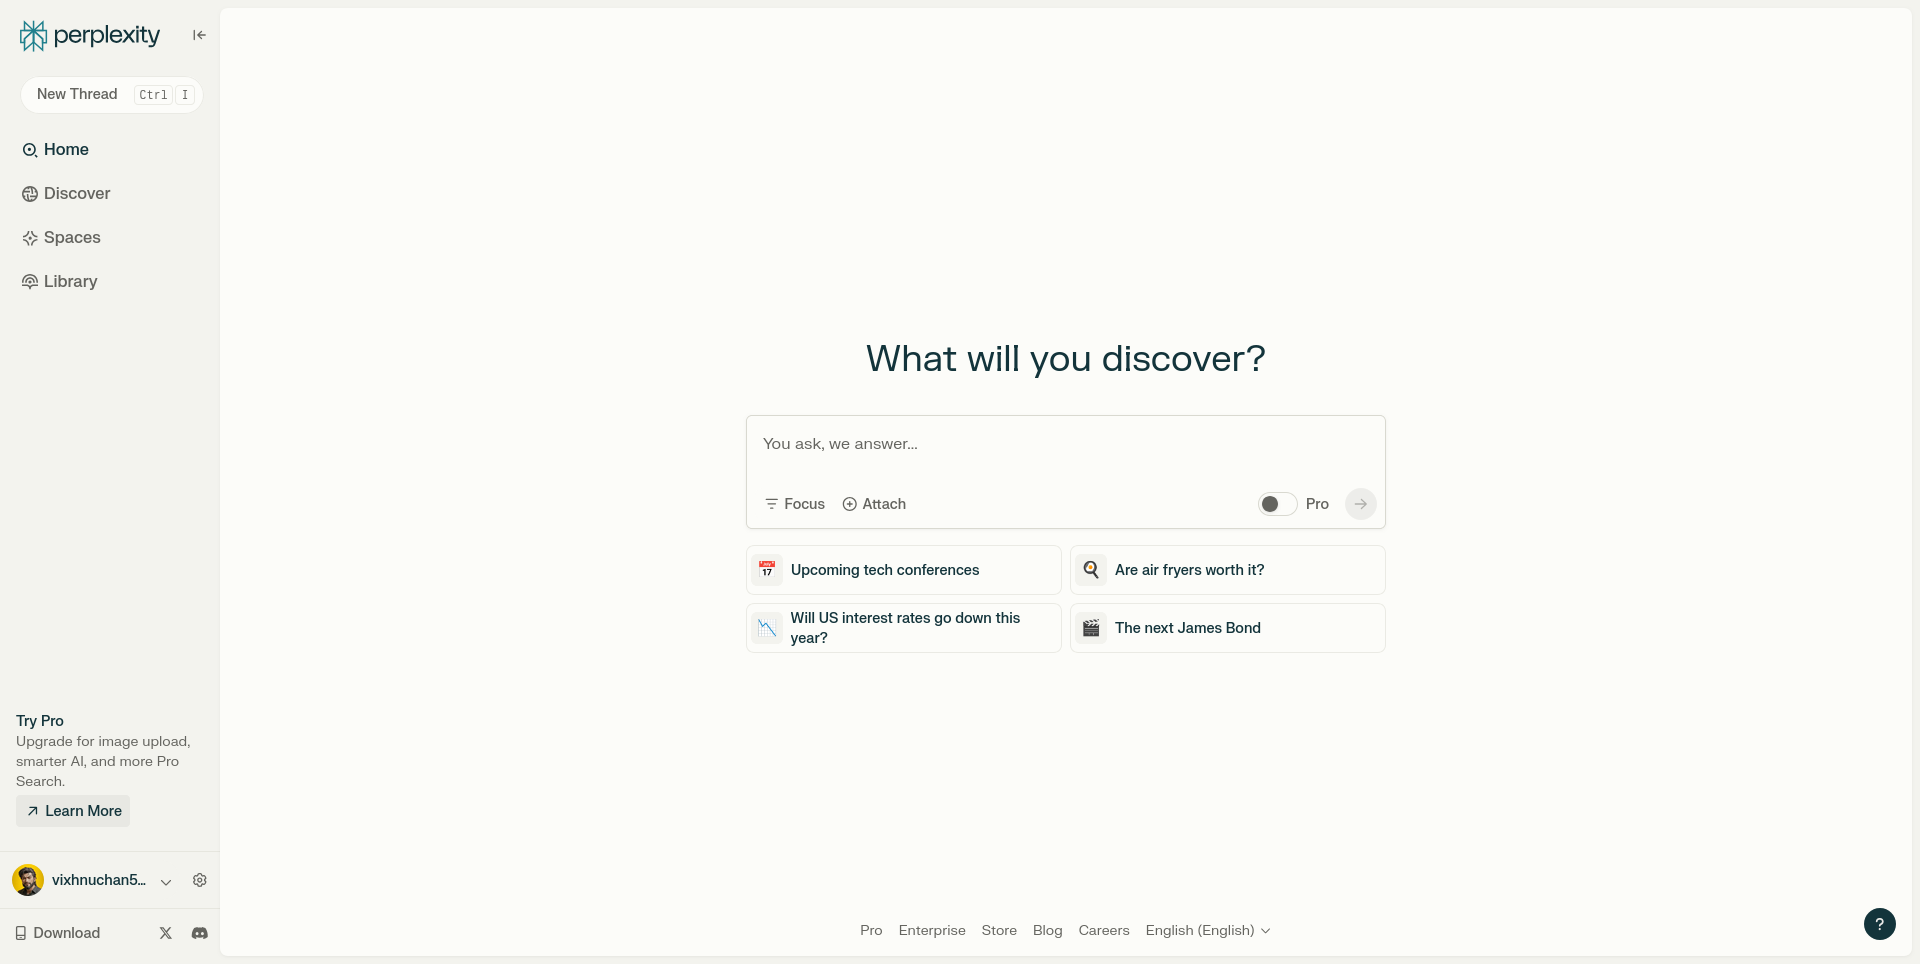 perplexity
New Thread Ctrl I
Home
Discover
Spaces
Library
What will you discover?
You ask, we answer...
Focus Attach Pro
Upcoming tech conferences
Are air fryers worth it?
Will US interest rates go down this
year?
The next James Bond
Try Pro
Upgrade for image upload,
smarter AI, and more Pro
Search.
Learn More
vixhnuchan5...
Download
Pro Enterprise Store Blog Careers English (English)
?